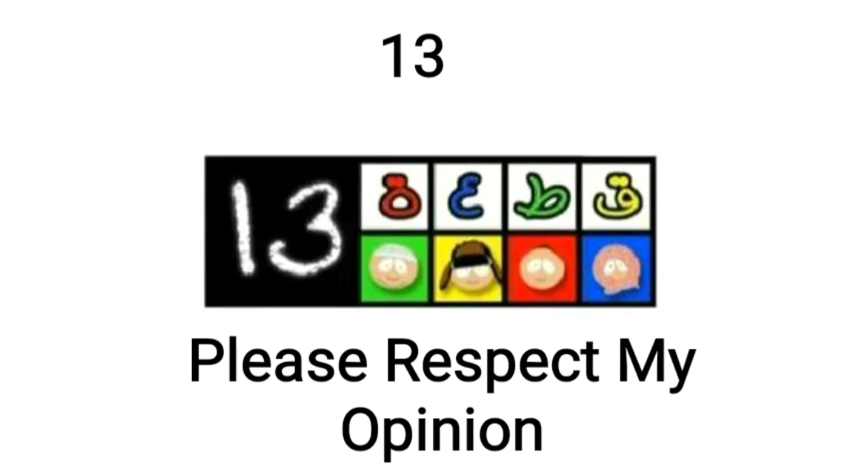 13
13 ق ط ع ة
Please Respect My
Opinion